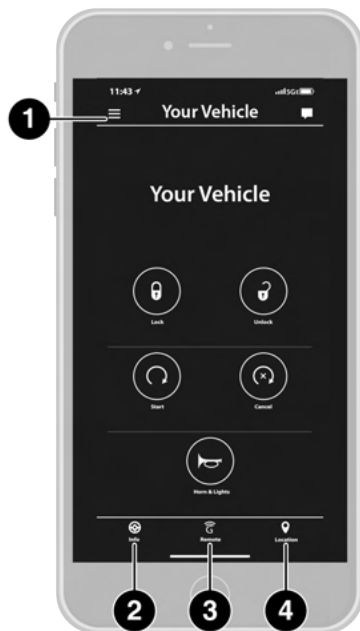 11:43
5GE
Your Vehicle
1
Your Vehicle
Lock
Unlock
Start
Cancel
Horn & Lights
Info
Remote
Location
2
3
4